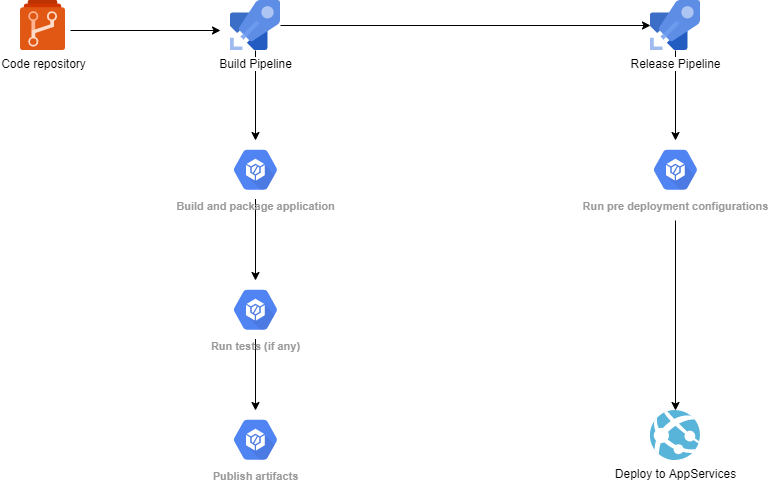 Code repository
Build Pipeline
Release Pipeline
Build and package application
Run pre deployment configurations
Run tests (if any)
Publish artifacts
Deploy to AppServices